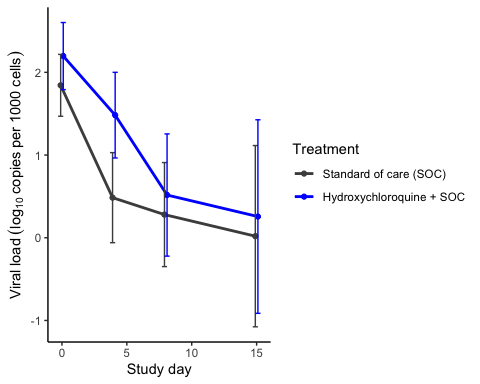 Viral load (log10 copies per 1000 cells)
2
1
0
-1
0 5 10 15
Study day
Treatment
Standard of care (SOC)
Hydroxychloroquine + SOC